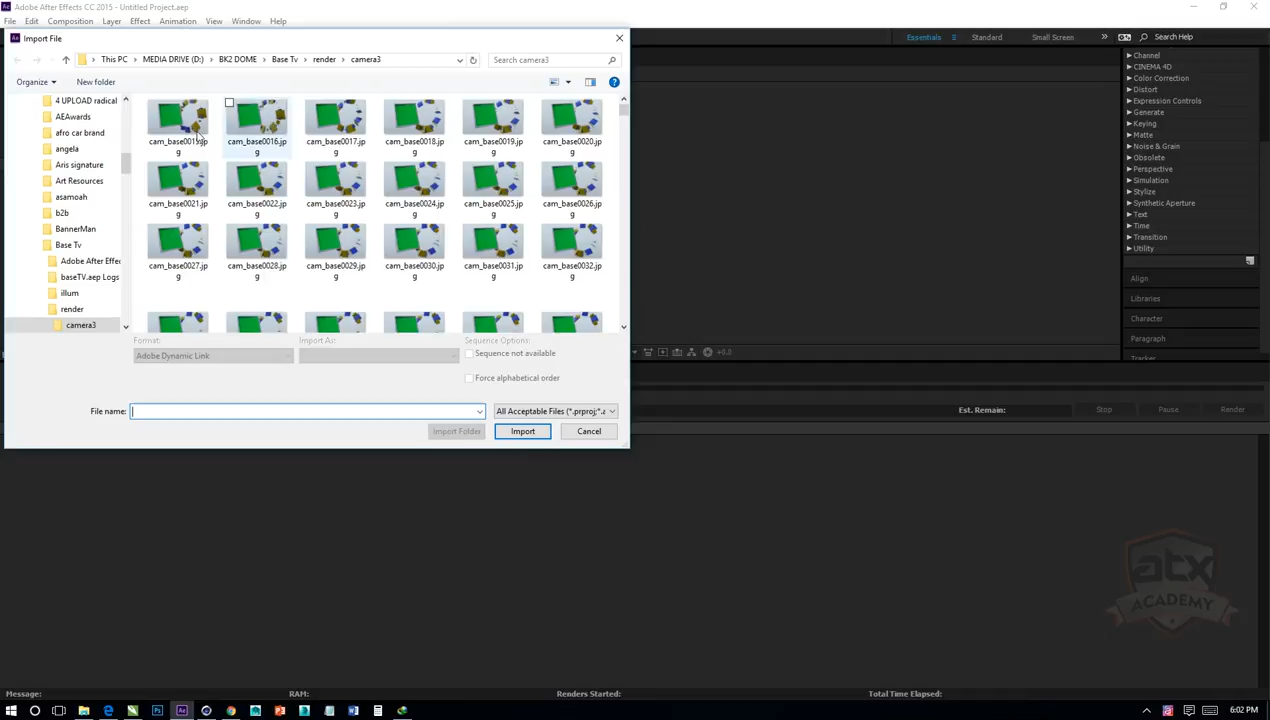 Adobe After Effects CC 2015 - Untitled Project.aep
File Edit Composition Layer Effect Animation View Window Help
Import File
Essentials Standard Small Screen Search Help
This PC MEDIA DRIVE (D:) BK2 DOME Base Tv render camera3
Search camera3
Organize New folder
4 UPLOAD radical
AEAwards
afro car brand
angela
Aris signature
Art Resources
asamoah
b2b
BannerMan
Base Tv
Adobe After Effec
baseTV.aep Logs
illum
render
camera3
cam_base0015.jpg
cam_base0016.jpg
cam_base0017.jpg
cam_base0018.jpg
cam_base0019.jpg
cam_base0020.jpg
cam_base0021.jpg
cam_base0022.jpg
cam_base0023.jpg
cam_base0024.jpg
cam_base0025.jpg
cam_base0026.jpg
cam_base0027.jpg
cam_base0028.jpg
cam_base0029.jpg
cam_base0030.jpg
cam_base0031.jpg
cam_base0032.jpg
Format:
Adobe Dynamic Link
Import As:
Sequence Options:
Sequence not available
Force alphabetical order
File name:
All Acceptable Files (*.prproj;*.a
Import Folder Import Cancel
Channel
CINEMA 4D
Color Correction
Distort
Expression Controls
Generate
Keying
Matte
Noise & Grain
Obsolete
Perspective
Simulation
Stylize
Synthetic Aperture
Text
Time
Transition
Utility
Align
Libraries
Character
Paragraph
Tracker
+0.0
Est. Remain: Stop Pause Render
atx
ACADEMY
Message: RAM: Renders Started: Total Time Elapsed:
6:02 PM